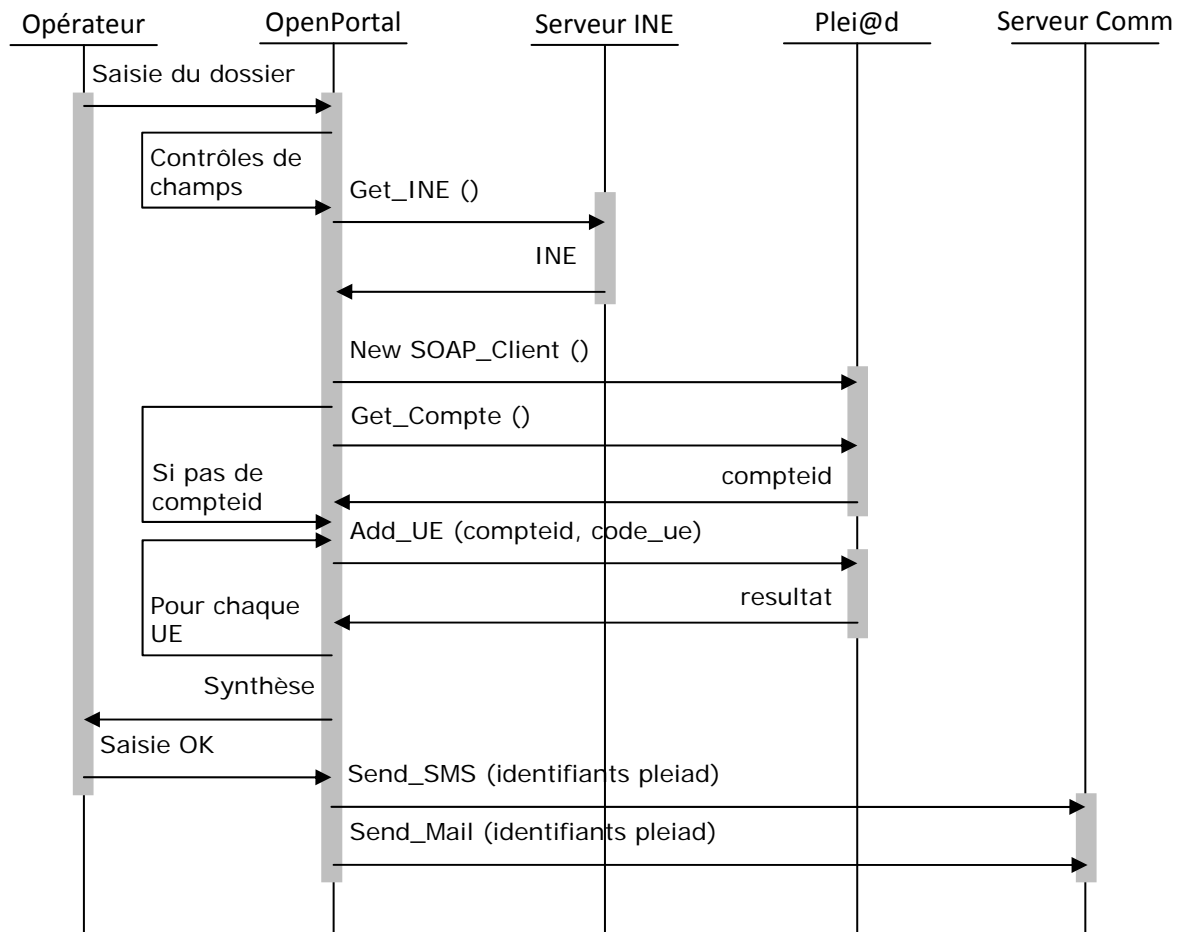 Opérateur
OpenPortal
Serveur INE
Plei@d
Serveur Comm
Saisie du dossier
Contrôles de
champs
Get_INE ()
INE
New SOAP_Client ()
Get_Compte ()
Si pas de
compteid
compteid
Add_UE (compteid, code_ue)
resultat
Pour chaque
UE
Synthèse
Saisie OK
Send_SMS (identifiants pleiad)
Send_Mail (identifiants pleiad)